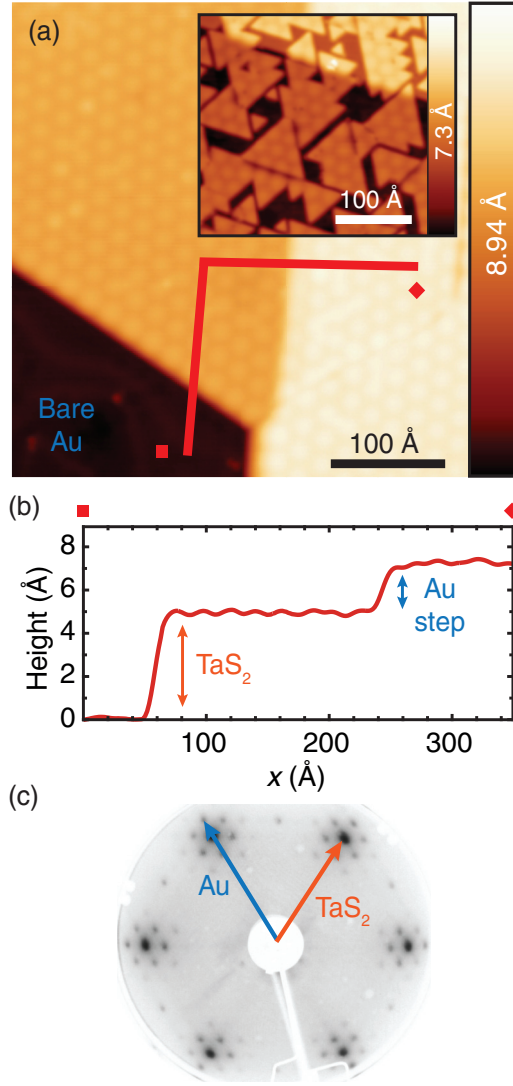 (a)
100 Å
7.3 Å
8.94 Å
Bare
Au
100 Å
(b)
Height (Å)
8
6
4
2
0
TaS₂
Au
step
100
200
300
x (Å)
(c)
Au
TaS₂